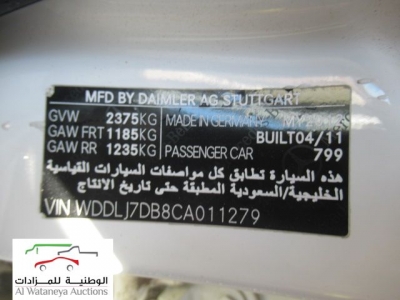 MFD BY DAIMLER AG STUTTGART
GVW 2375KG MADE IN GERMANY MY
GAW FRT 1185KG BUILT04/11
GAW RR 1235KG PASSENGER CAR 799
هذه السيارة تطابق كل مواصفات السيارات القياسية
الخليجية/السعودية المطبقة حتى تاريخ الانتاج
VIN WDDLJ7DB8CA011279
الوطنية للمزادات
Al Wataneya Auctions